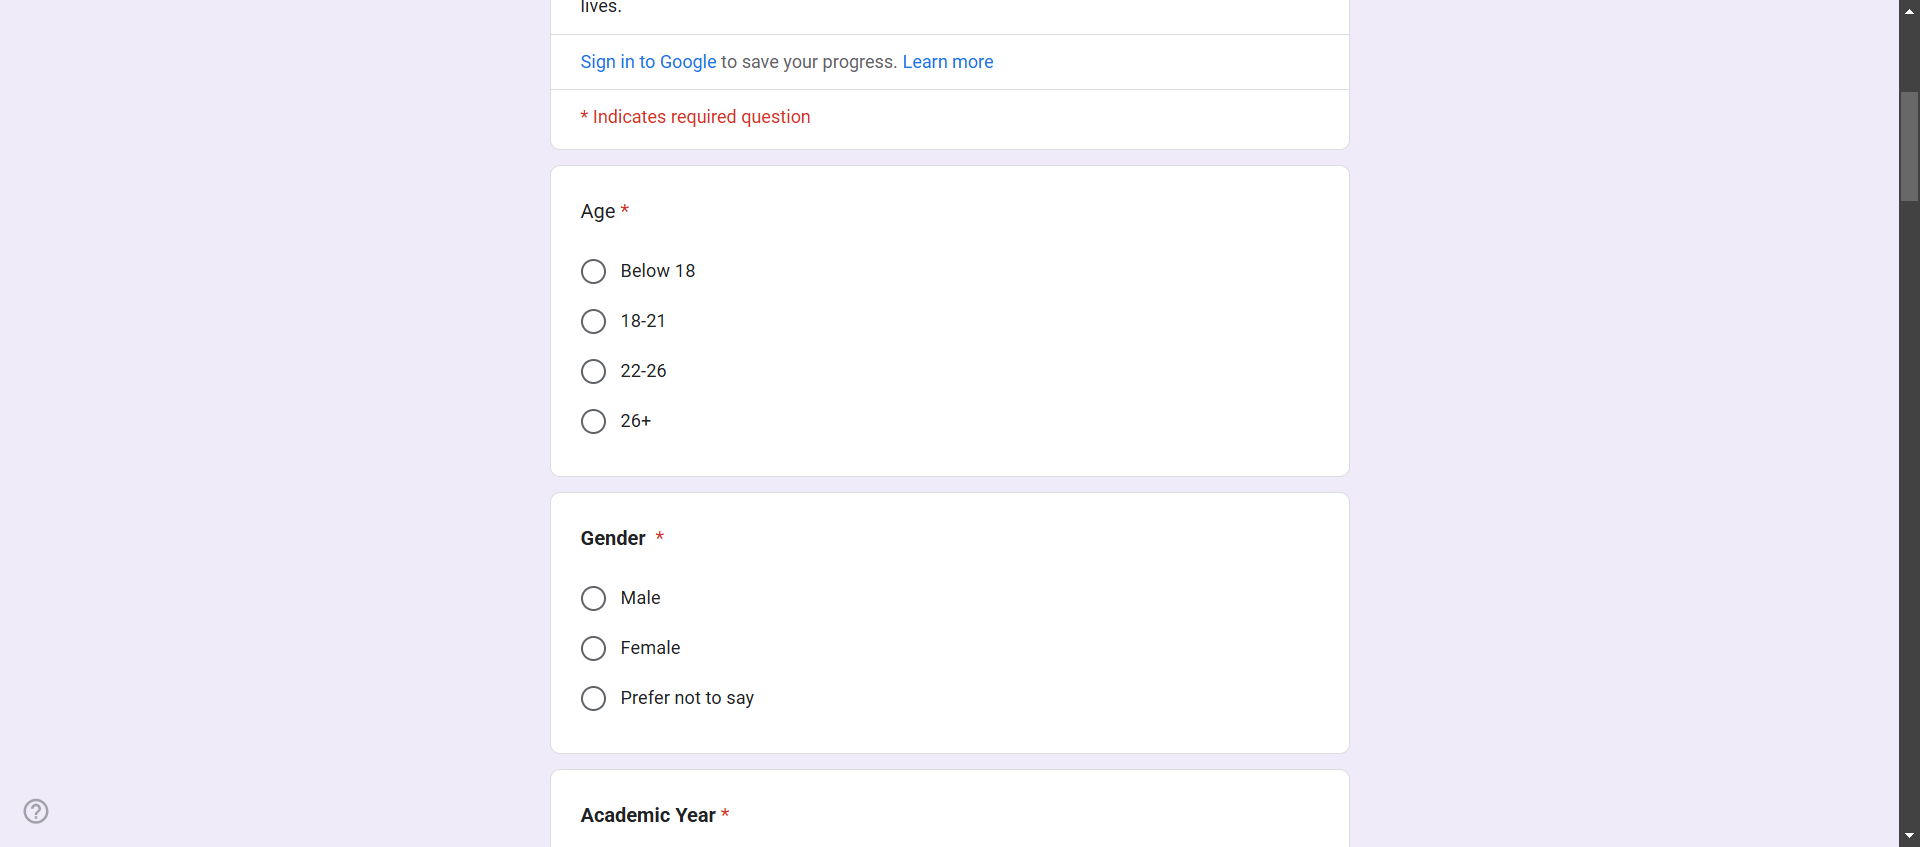 lives.
Sign in to Google to save your progress. Learn more
* Indicates required question
Age *
Below 18
18-21
22-26
26+
Gender *
Male
Female
Prefer not to say
Academic Year *